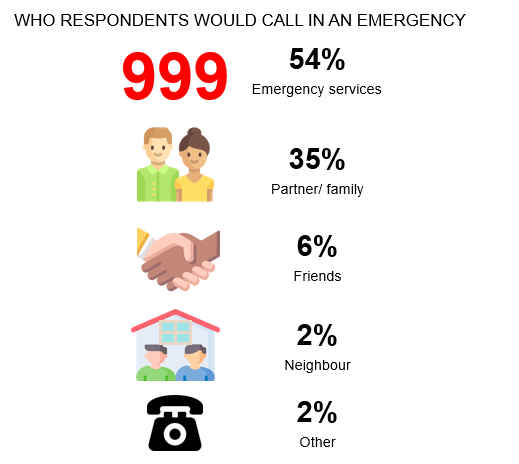 WHO RESPONDENTS WOULD CALL IN AN EMERGENCY
999
54%
Emergency services
35%
Partner/ family
6%
Friends
2%
Neighbour
2%
Other